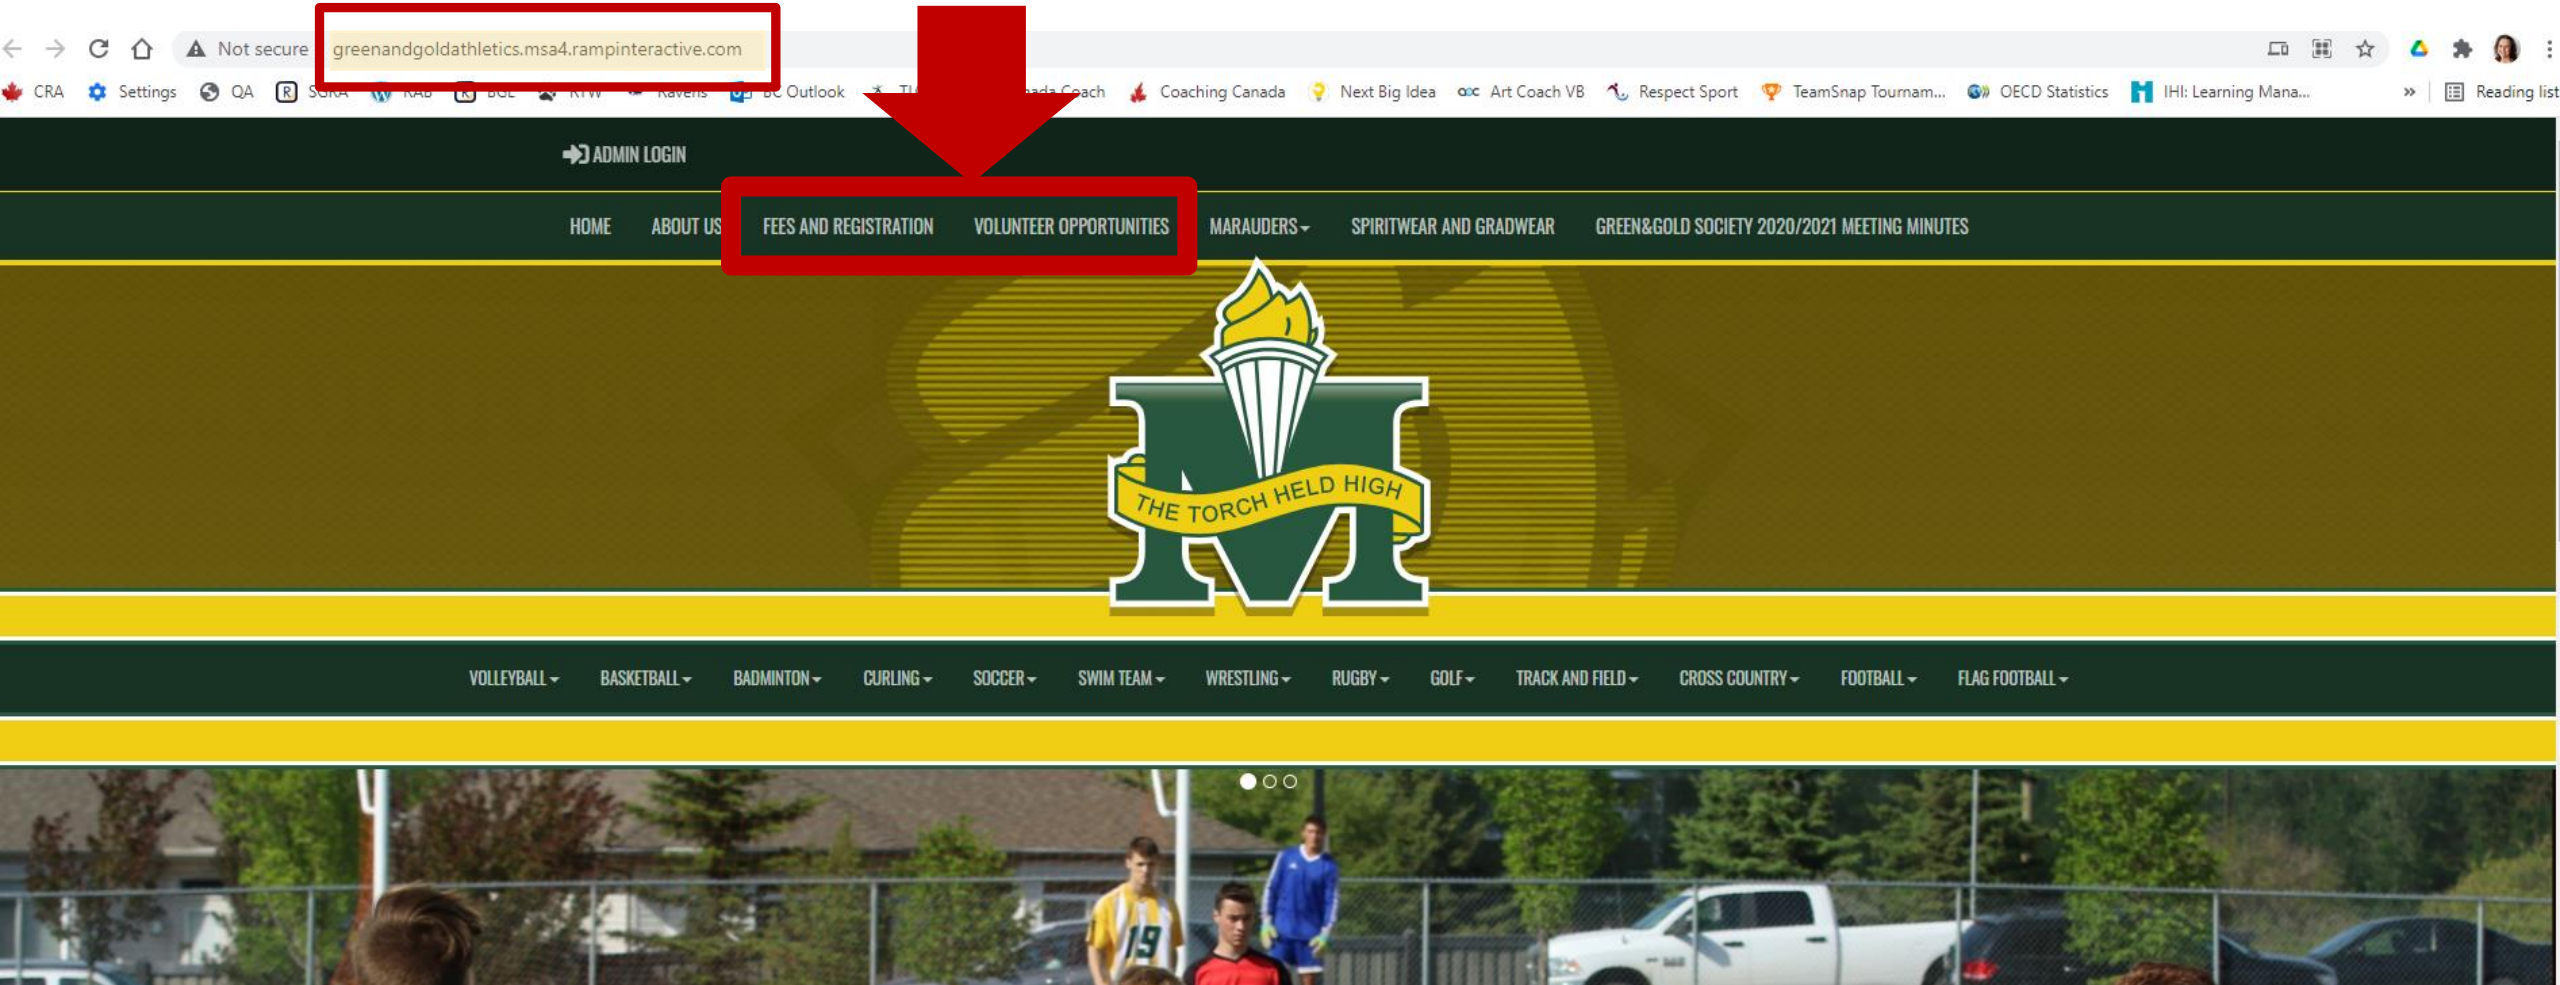 Not secure greenandgoldathletics.msa4.rampinteractive.com
CRA Settings QA BC Outlook Coach Coaching Canada Next Big Idea Art Coach VB Respect Sport TeamSnap Tournam... OECD Statistics IHI: Learning Mana... » Reading list
ADMIN LOGIN
HOME ABOUT US FEES AND REGISTRATION VOLUNTEER OPPORTUNITIES MARAUDERS SPIRITWEAR AND GRADWEAR GREEN&GOLD SOCIETY 2020/2021 MEETING MINUTES
THE TORCH HELD HIGH
M
VOLLEYBALL BASKETBALL BADMINTON CURLING SOCCER SWIM TEAM WRESTLING RUGBY GOLF TRACK AND FIELD CROSS COUNTRY FOOTBALL FLAG FOOTBALL
19